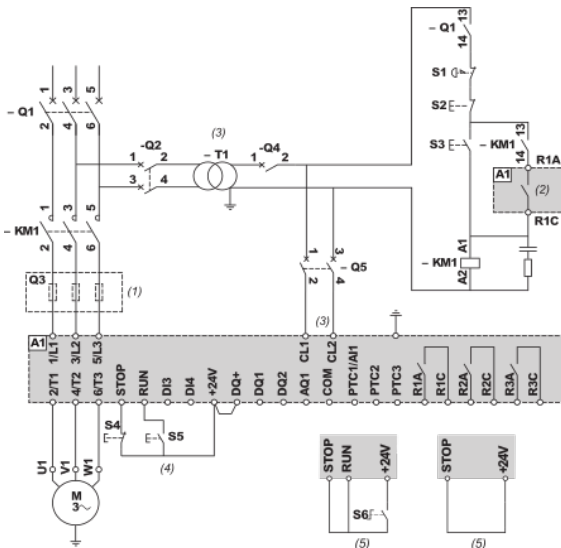 13
– Q1
14
S1
S2
S3
13
– KM1
14
R1A
A1
(2)
R1C
A1
– KM1
A2
1 3 5
– Q1
2 4 6
-Q2
1 2
3 4
(3)
– T1
-Q4
1 2
1 3 5
– KM1
2 4 6
1 3
– Q5
2 4
(3)
Q3
(1)
A1
1/L1 3/L2 5/L3 CL1 CL2
2/T1 4/T2 6/T3 STOP RUN DI3 DI4 +24V DQ+ DQ1 DQ2 AQ1 COM PTC1/AI1 PTC2 PTC3 R1A R1C R2A R2C R3A R3C
S4 S5
(4)
U1 V1 W1
M
3
STOP RUN +24V
S6
(5)
STOP +24V
(5)